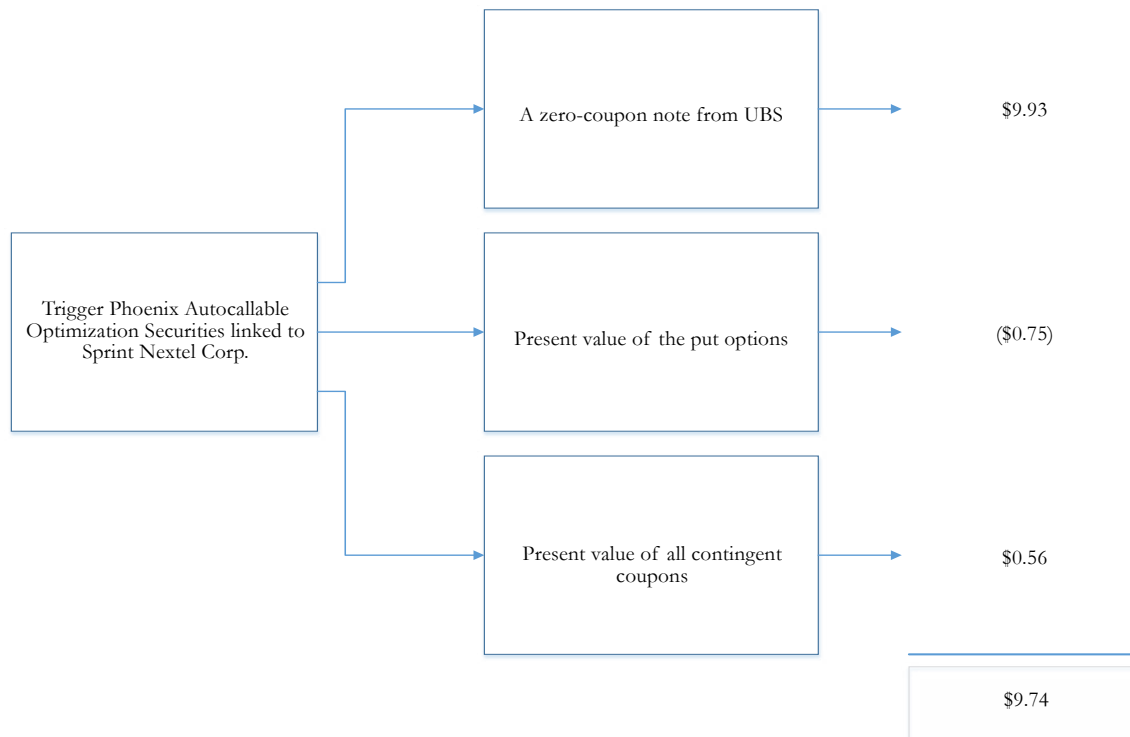 A zero-coupon note from UBS
$9.93
Trigger Phoenix Autocallable
Optimization Securities linked to
Sprint Nextel Corp.
Present value of the put options
($0.75)
Present value of all contingent
coupons
$0.56
$9.74